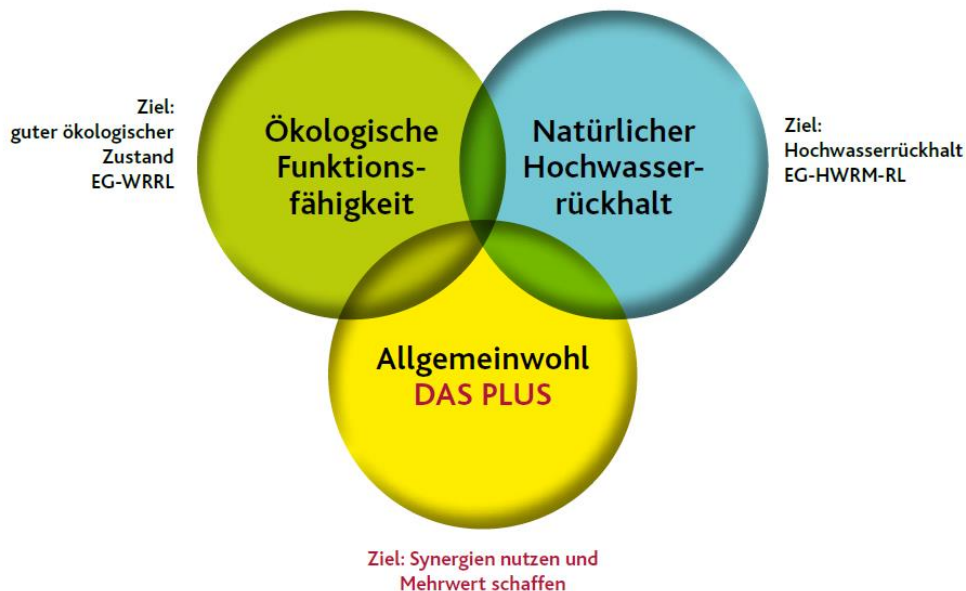 Ziel:
guter ökologischer
Zustand
EG-WRRL
Ökologische
Funktions-
fähigkeit
Natürlicher
Hochwasser-
rückhalt
Ziel:
Hochwasserrückhalt
EG-HWRM-RL
Allgemeinwohl
DAS PLUS
Ziel: Synergien nutzen und
Mehrwert schaffen